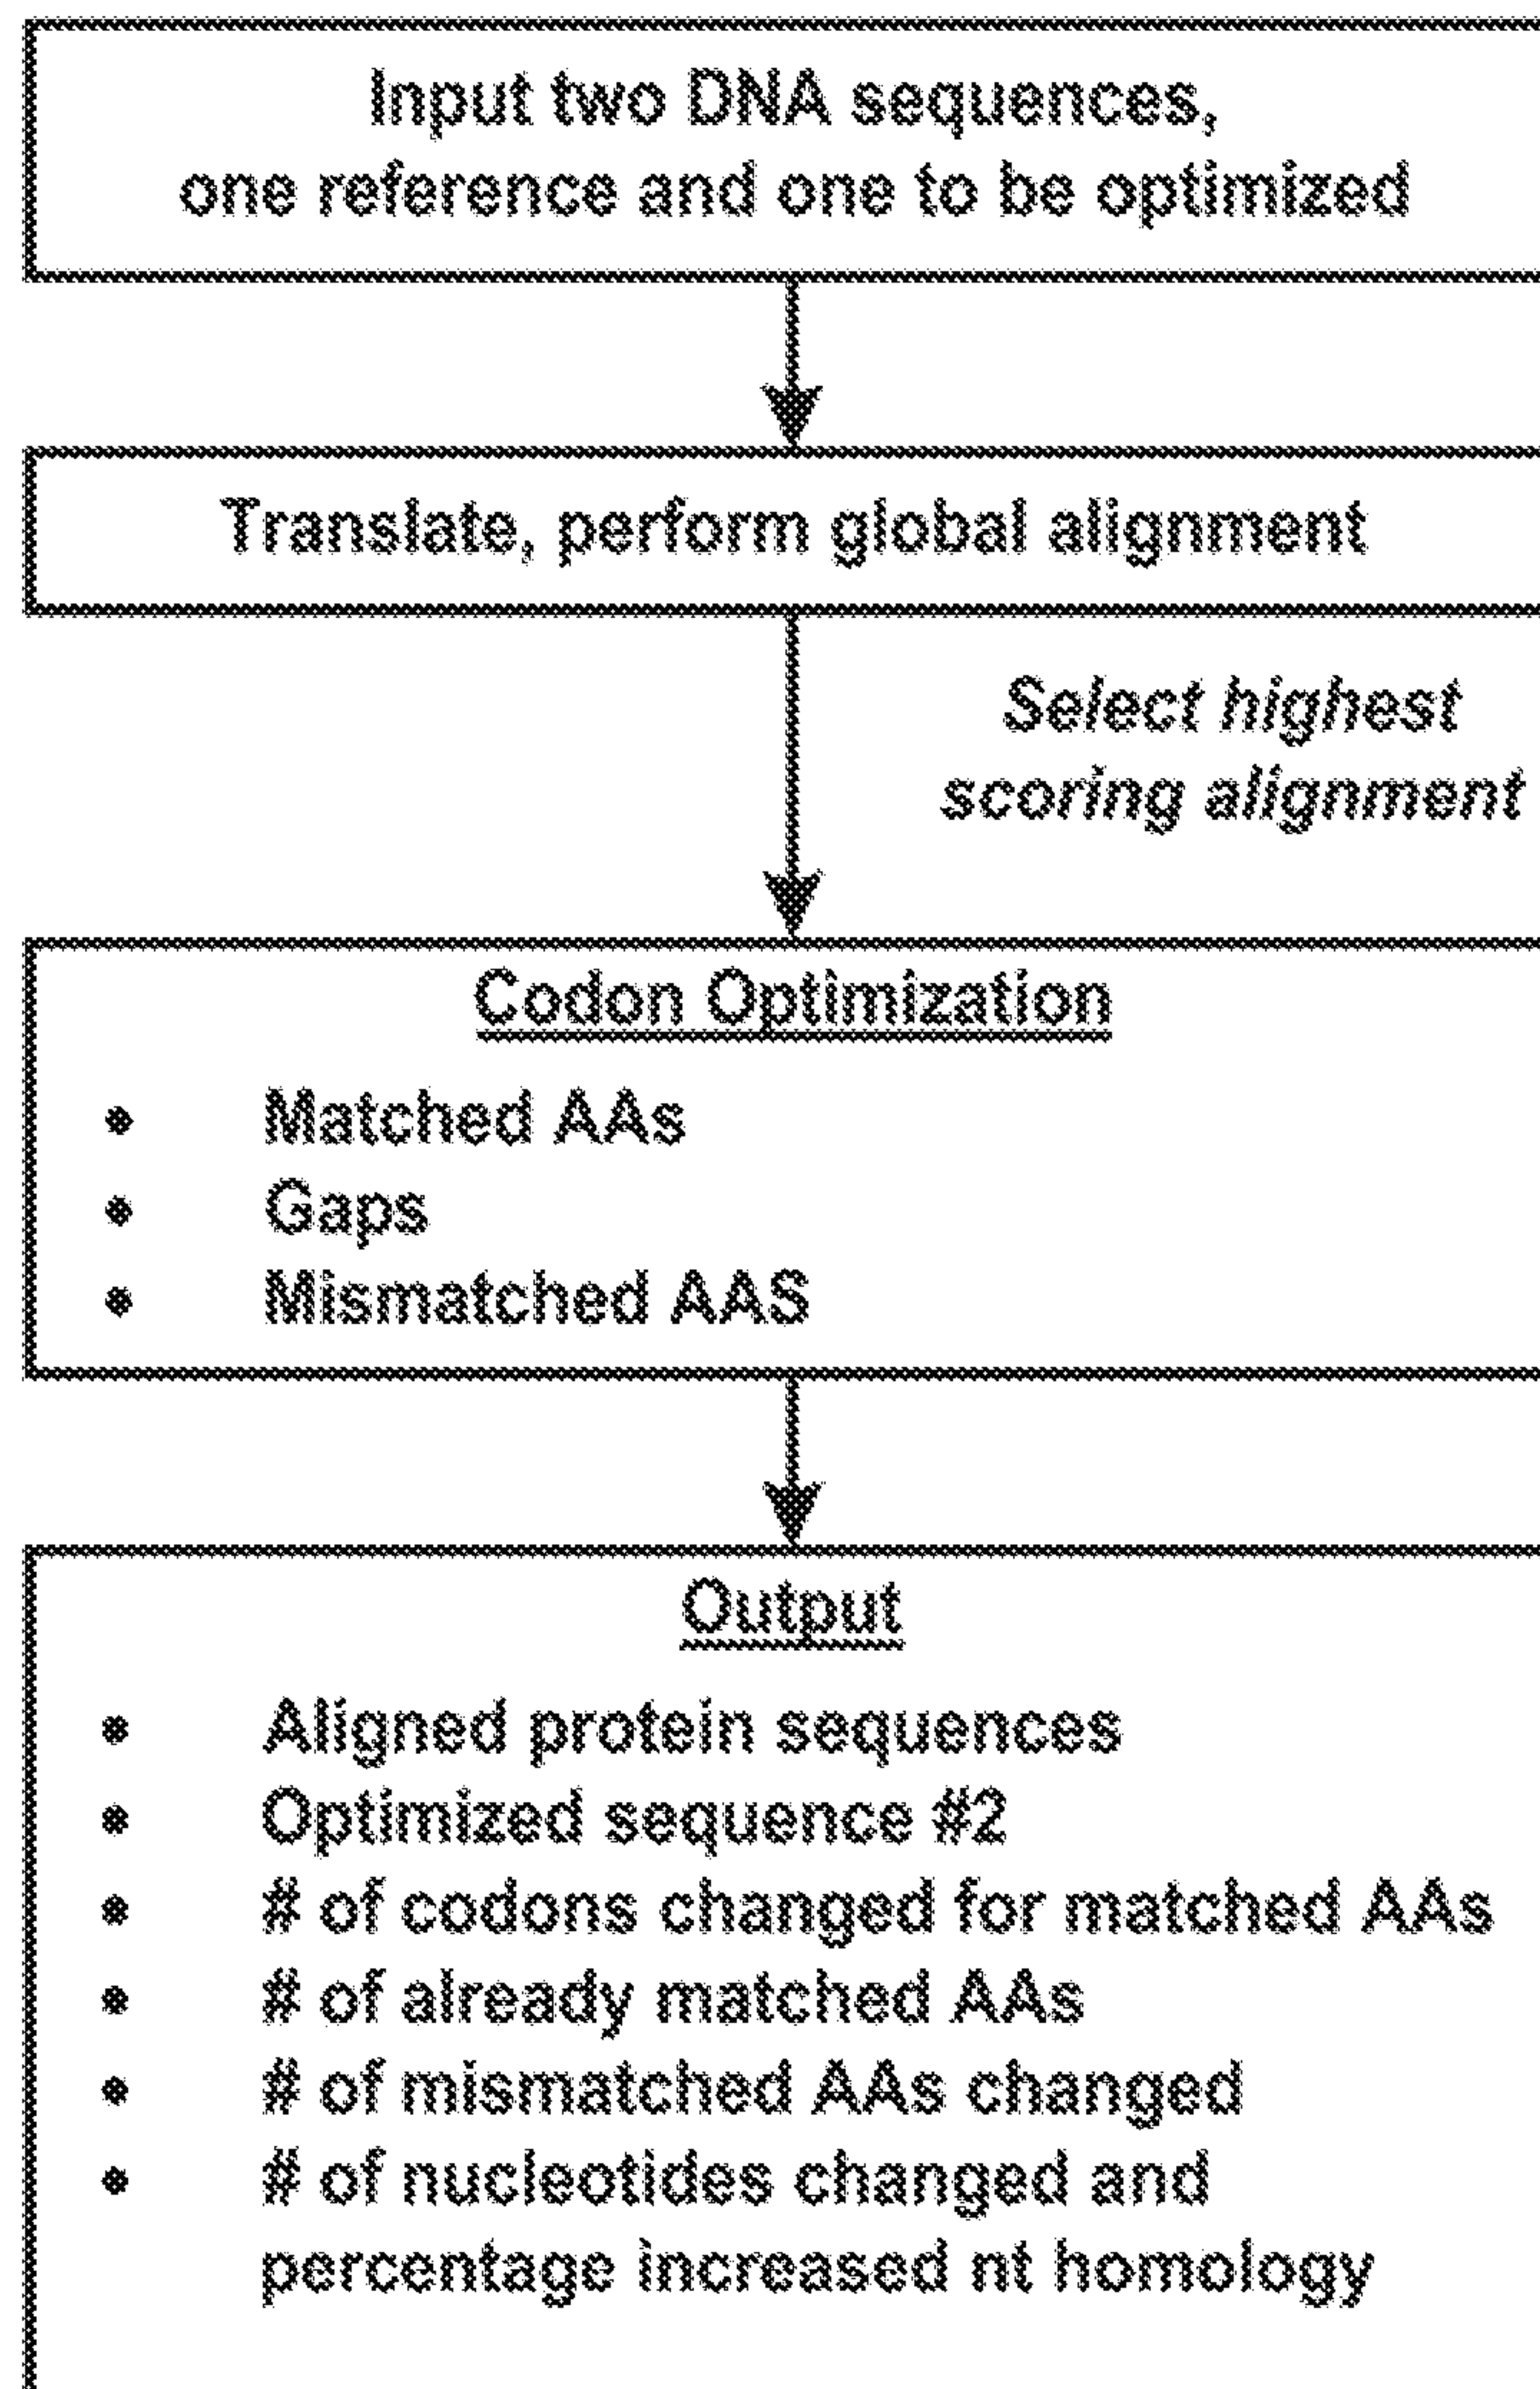 Input two DNA sequences,
one reference and one to be optimized
Translate, perform global alignment
Select highest
scoring alignment
Codon Optimization
• Matched AAs
• Gaps
• Mismatched AAS
Output
• Aligned protein sequences
• Optimized sequence #2
• # of codons changed for matched AAs
• # of already matched AAs
• # of mismatched AAs changed
• # of nucleotides changed and
percentage increased nt homology